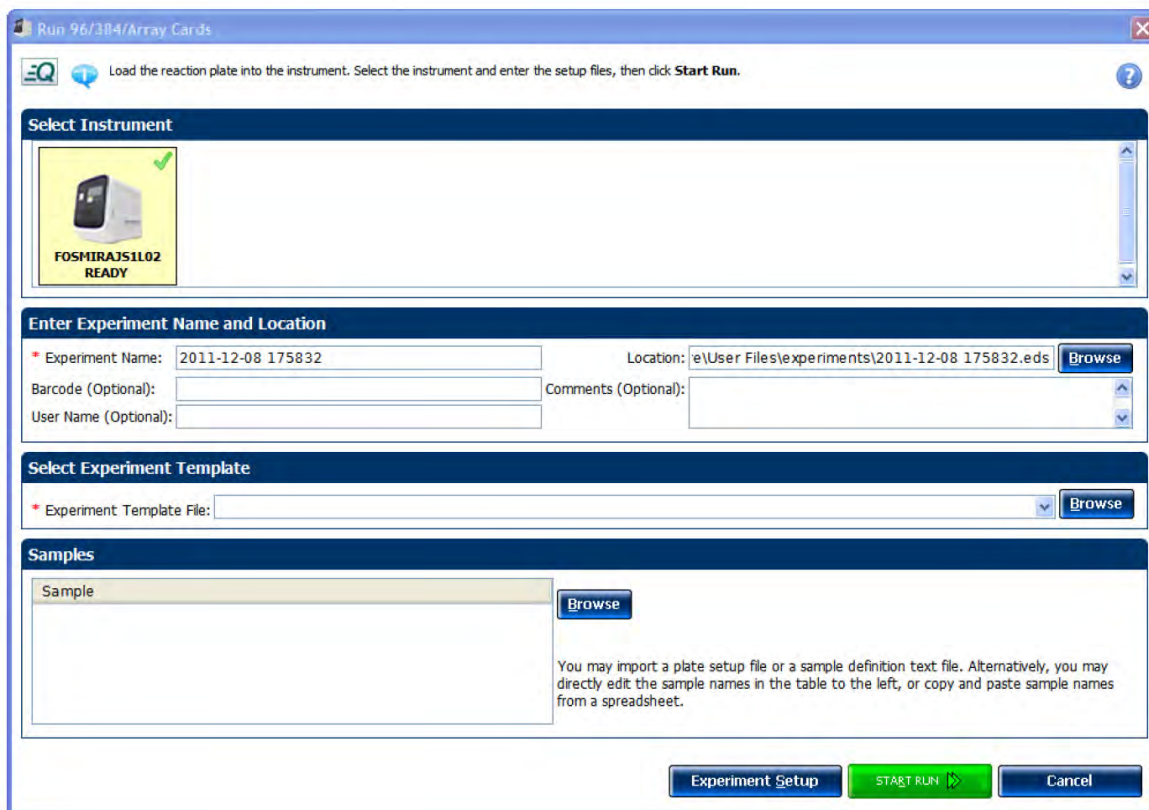 Run 96/384/Array Cards
Load the reaction plate into the instrument. Select the instrument and enter the setup files, then click Start Run.
Select Instrument
FOSMIRAJS1L02
READY
Enter Experiment Name and Location
* Experiment Name: 2011-12-08 175832 Location: e\User Files\experiments\2011-12-08 175832.eds Browse
Barcode (Optional): Comments (Optional):
User Name (Optional):
Select Experiment Template
* Experiment Template File: Browse
Samples
Sample
Browse
You may import a plate setup file or a sample definition text file. Alternatively, you may
directly edit the sample names in the table to the left, or copy and paste sample names
from a spreadsheet.
Experiment Setup START RUN Cancel